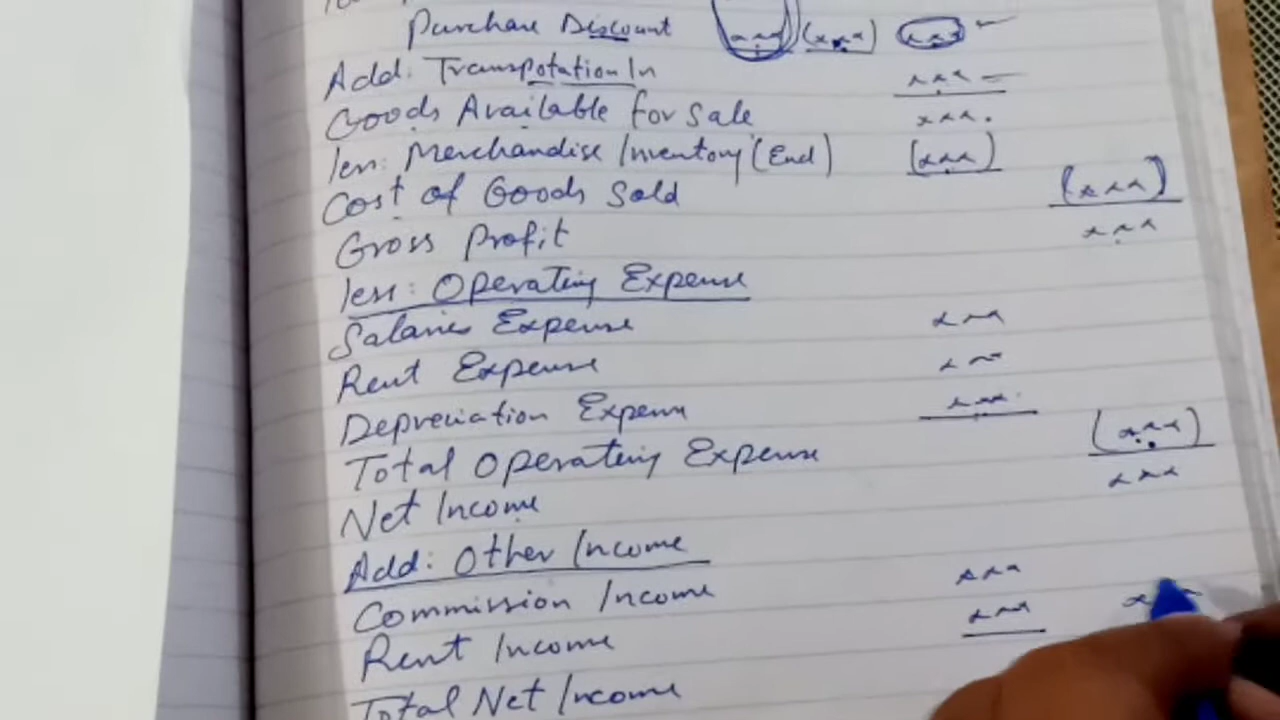 Purchase Discount xxx (xxx) xxx
Add: Transpotation In xxx
Goods Available for Sale xxx
less: Merchandise Inventory (End) (xxx)
Cost of Goods Sold (xxx)
Gross Profit xxx
less: Operating Expense
Salaries Expense xxx
Rent Expense xxx
Depreciation Expense xxx
Total Operating Expense (xxx)
Net Income xxx
Add: Other Income
Commission Income xxx
Rent Income xxx
Total Net Income